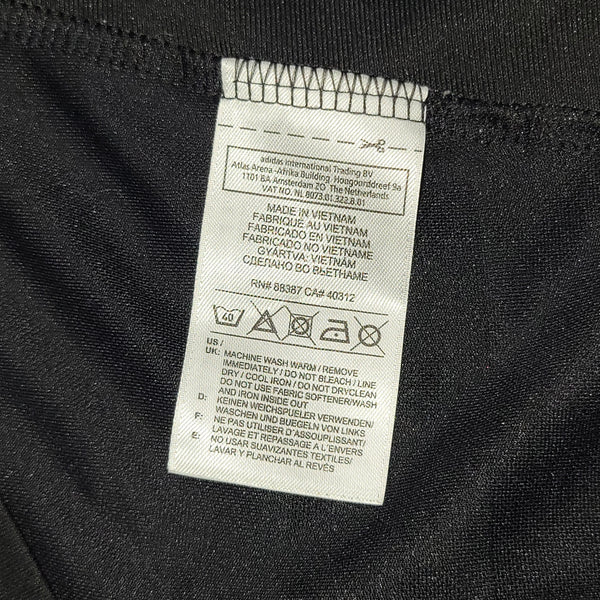 adidas International Trading BV
Atlas Arena -Afrika Building, Hoogoorddreef 9a
1101 BA Amsterdam ZO The Netherlands
VAT NO. NL 8073.01.322.B.01
MADE IN VIETNAM
FABRIQUÉ AU VIETNAM
FABRICADO EN VIETNAM
FABRICADO NO VIETNAME
GYÁRTVA: VIETNÁM
СДЕЛАНО ВО ВЬЕТНАМЕ
RN# 88387 CA# 40312
40
US /
UK: MACHINE WASH WARM / REMOVE
IMMEDIATELY / DO NOT BLEACH / LINE
DRY / COOL IRON / DO NOT DRYCLEAN
DO NOT USE FABRIC SOFTENER/WASH
AND IRON INSIDE OUT
D: KEINEN WEICHSPUELER VERWENDEN/
WASCHEN UND BUEGELN VON LINKS
F: NE PAS UTILISER D'ASSOUPLISSANT/
LAVAGE ET REPASSAGE A L'ENVERS
E: NO USAR SUAVIZANTES TEXTILES/
LAVAR Y PLANCHAR AL REVÉS